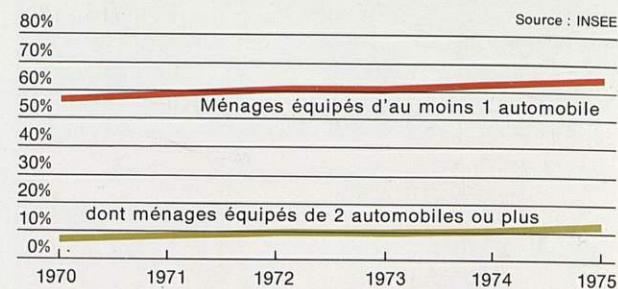 80%
Source : INSEE
70%
60%
50%
Ménages équipés d'au moins 1 automobile
40%
30%
20%
10%
dont ménages équipés de 2 automobiles ou plus
0%
1970 1971 1972 1973 1974 1975